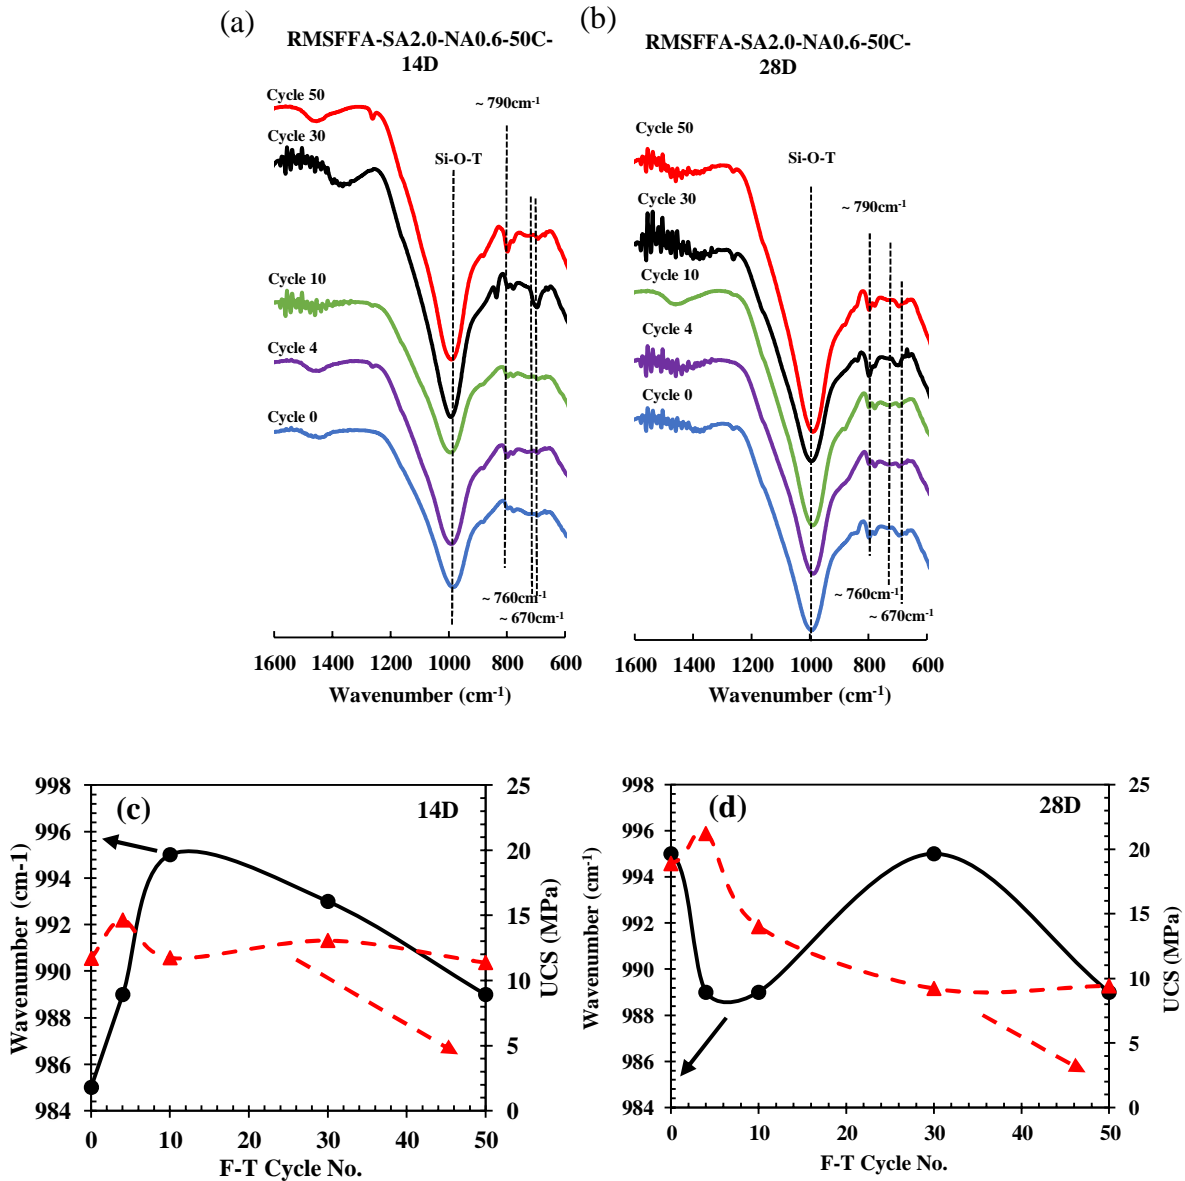 (a)
RMSFFA-SA2.0-NA0.6-50C-
14D
Cycle 50
~ 790cm-1
Cycle 30
Si-O-T
Cycle 10
Cycle 4
Cycle 0
~ 760cm-1
~ 670cm-1
1600 1400 1200 1000 800 600
Wavenumber (cm-1)
(b)
RMSFFA-SA2.0-NA0.6-50C-
28D
Cycle 50
Si-O-T
Cycle 30
~ 790cm-1
Cycle 10
Cycle 4
Cycle 0
~ 760cm-1
~ 670cm-1
1600 1400 1200 1000 800 600
Wavenumber (cm-1)
(c)
14D
998
996
994
992
990
988
986
984
Wavenumber (cm-1)
25
20
15
10
5
0
UCS (MPa)
0 10 20 30 40 50
F-T Cycle No.
(d)
28D
998
996
994
992
990
988
986
984
Wavenumber (cm-1)
25
20
15
10
5
0
UCS (MPa)
0 10 20 30 40 50
F-T Cycle No.